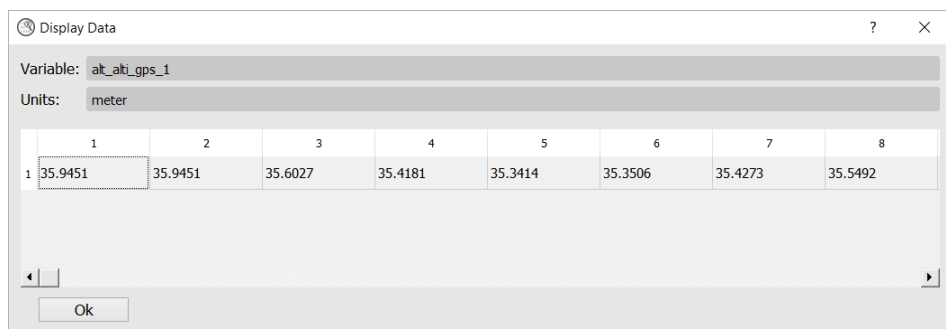 Display Data ? ×
Variable: alt_alti_gps_1
Units: meter
1 2 3 4 5 6 7 8
1 35.9451 35.9451 35.6027 35.4181 35.3414 35.3506 35.4273 35.5492
Ok